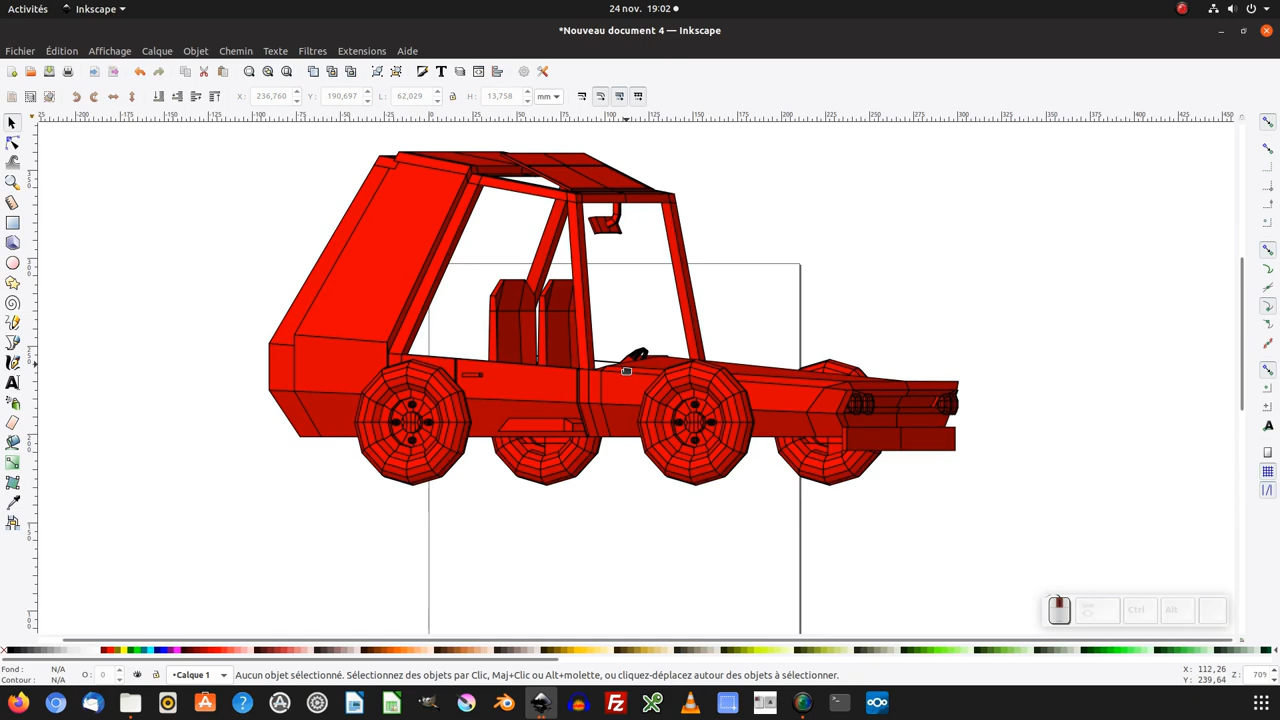 Activités Inkscape 24 nov. 19:02
*Nouveau document 4 — Inkscape
Fichier Édition Affichage Calque Objet Chemin Texte Filtres Extensions Aide
X : 236,760 Y : 190,697 L : 62,029 H : 13,758 mm
Ctrl Alt
Fond : N/A
Contour : N/A
O : 0
•Calque 1
Aucun objet sélectionné. Sélectionnez des objets par Clic, Maj+Clic ou Alt+molette, ou cliquez-déplacez autour des objets à sélectionner.
X : 112,26
Y : 239,64
Z : 70%